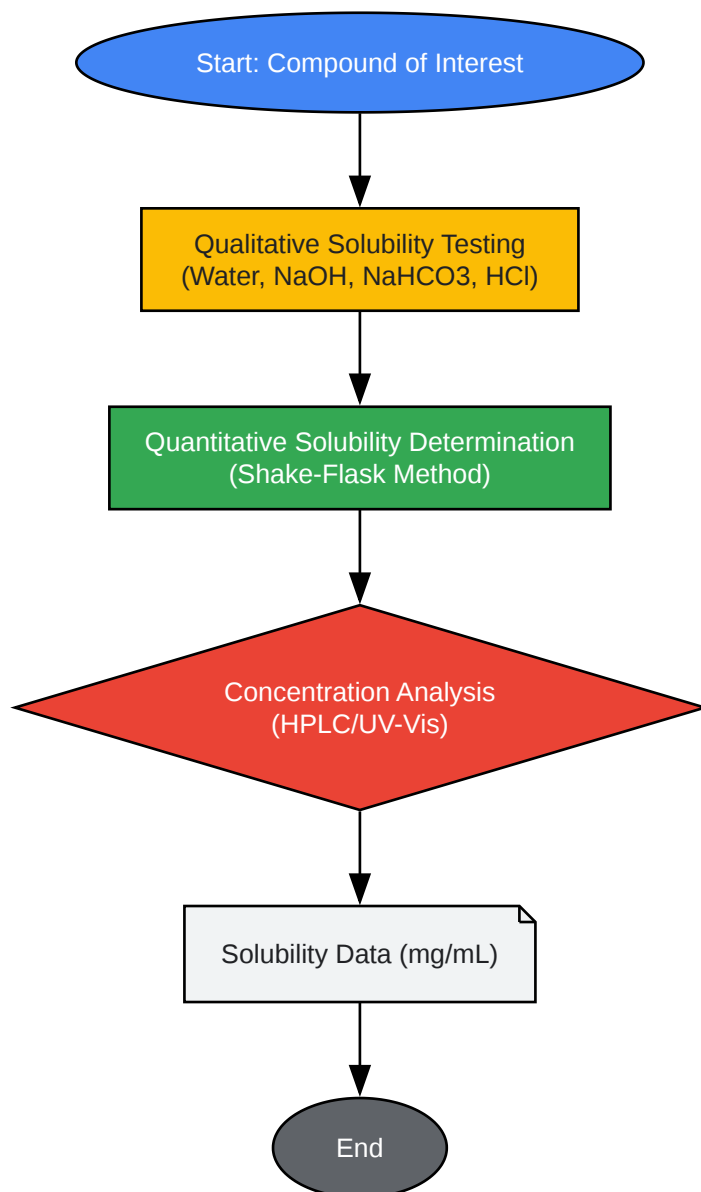 Start: Compound of Interest
Qualitative Solubility Testing
(Water, NaOH, NaHCO3, HCl)
Quantitative Solubility Determination
(Shake-Flask Method)
Concentration Analysis
(HPLC/UV-Vis)
Solubility Data (mg/mL)
End